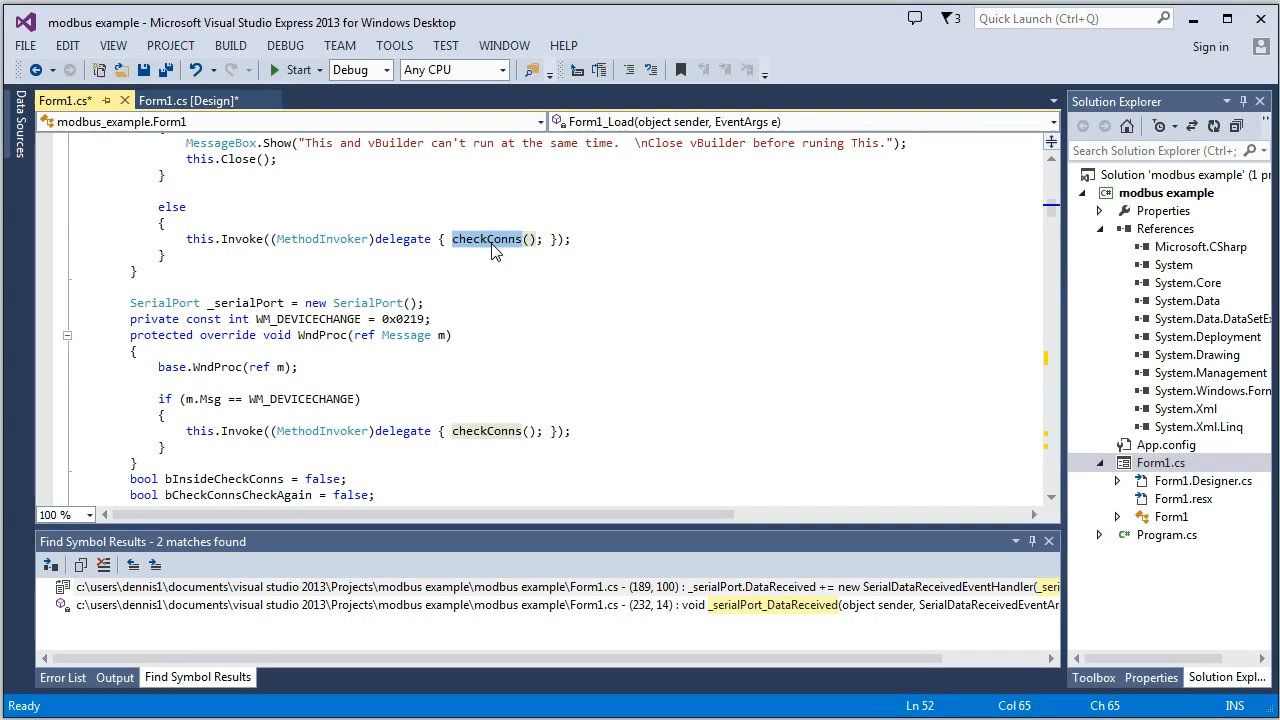 modbus example - Microsoft Visual Studio Express 2013 for Windows Desktop
3
Quick Launch (Ctrl+Q)
FILE EDIT VIEW PROJECT BUILD DEBUG TEAM TOOLS TEST WINDOW HELP
Sign in
Start Debug Any CPU
Data Sources
Form1.cs* Form1.cs [Design]*
modbus_example.Form1 Form1_Load(object sender, EventArgs e)
MessageBox.Show("This and vBuilder can't run at the same time.  \nClose vBuilder before runing This.");
this.Close();
}
else
{
this.Invoke((MethodInvoker)delegate { checkConns(); });
}
}
SerialPort _serialPort = new SerialPort();
private const int WM_DEVICECHANGE = 0x0219;
protected override void WndProc(ref Message m)
{
base.WndProc(ref m);
if (m.Msg == WM_DEVICECHANGE)
{
this.Invoke((MethodInvoker)delegate { checkConns(); });
}
}
bool bInsideCheckConns = false;
bool bCheckConnsCheckAgain = false;
100 %
Find Symbol Results - 2 matches found
c:\users\dennis1\documents\visual studio 2013\Projects\modbus example\modbus example\Form1.cs - (189, 100) : _serialPort.DataReceived += new SerialDataReceivedEventHandler(_seri
c:\users\dennis1\documents\visual studio 2013\Projects\modbus example\modbus example\Form1.cs - (232, 14) : void _serialPort_DataReceived(object sender, SerialDataReceivedEventAr
Error List Output Find Symbol Results
Solution Explorer
Search Solution Explorer (Ctrl+;
Solution 'modbus example' (1 pr
modbus example
Properties
References
Microsoft.CSharp
System
System.Core
System.Data
System.Data.DataSetEx
System.Deployment
System.Drawing
System.Management
System.Windows.Form
System.Xml
System.Xml.Linq
App.config
Form1.cs
Form1.Designer.cs
Form1.resx
Form1
Program.cs
Toolbox Properties Solution Expl...
Ready Ln 52 Col 65 Ch 65 INS